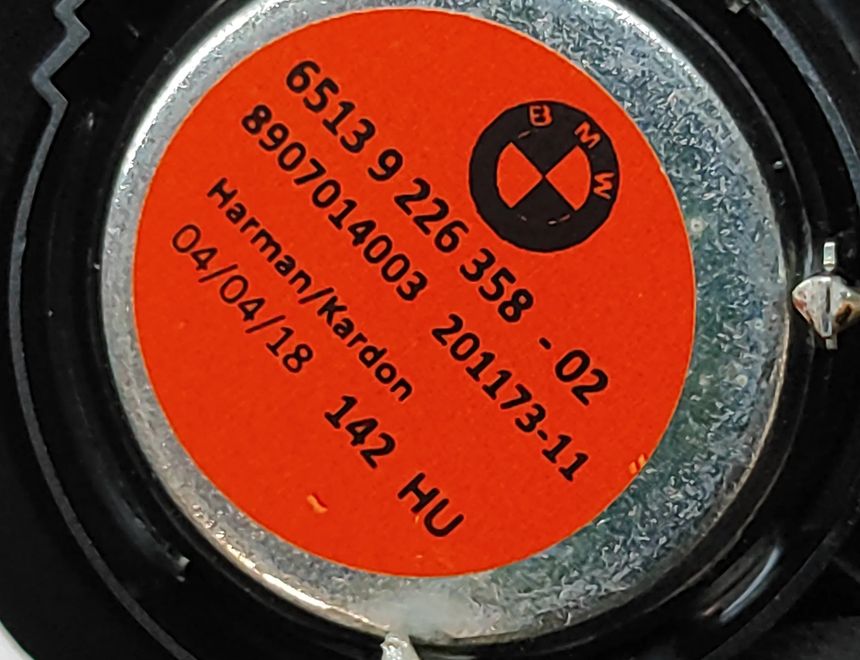 BMW
6513 9 226 358 - 02
8907014003 201173-11
Harman/Kardon
04/04/18 142 HU